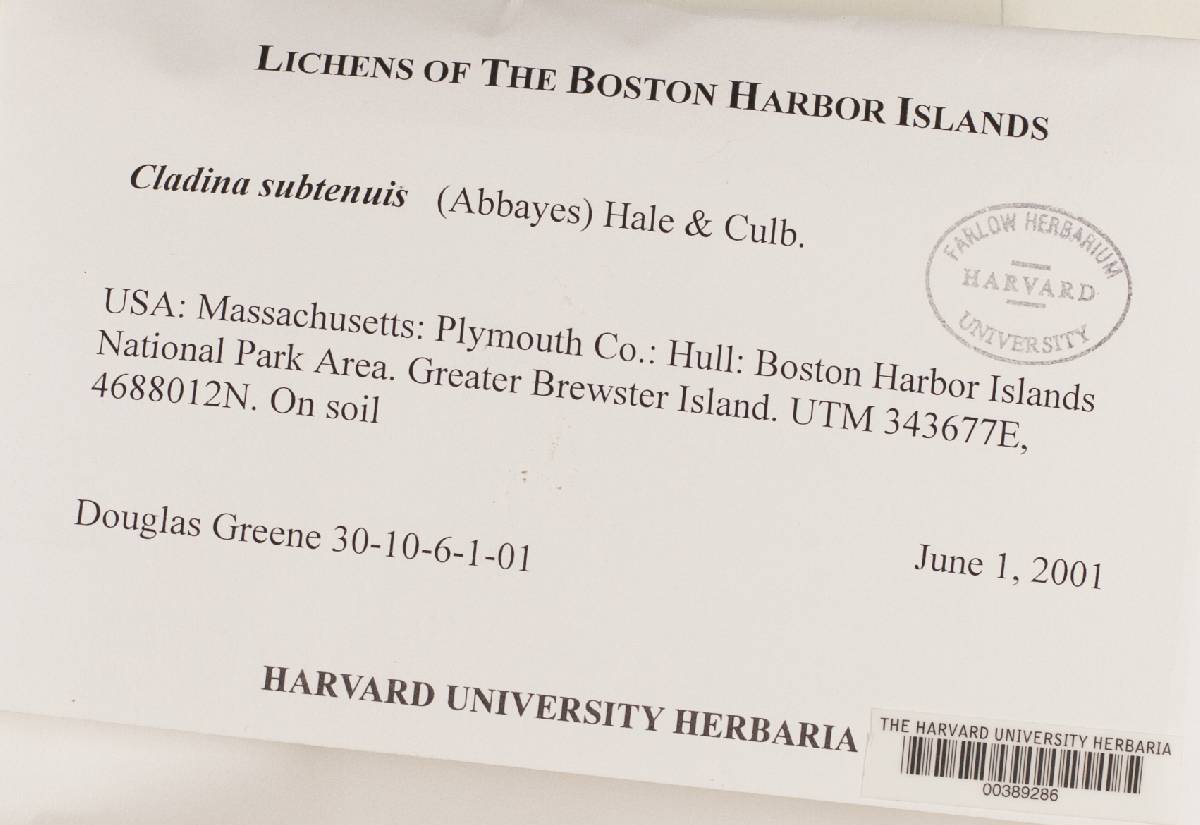 LICHENS OF THE BOSTON HARBOR ISLANDS
Cladina subtenuis (Abbayes) Hale & Culb.
FARLOW HERBARIUM
HARVARD
UNIVERSITY
USA: Massachusetts: Plymouth Co.: Hull: Boston Harbor Islands
National Park Area. Greater Brewster Island. UTM 343677E,
4688012N. On soil
Douglas Greene 30-10-6-1-01
June 1, 2001
HARVARD UNIVERSITY HERBARIA
THE HARVARD UNIVERSITY HERBARIA
00389286